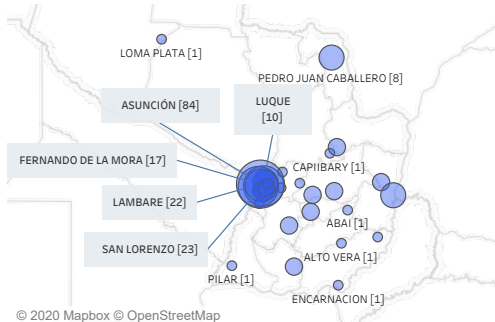 LOMA PLATA [1]
PEDRO JUAN CABALLERO [8]
ASUNCIÓN [84]
LUQUE
[10]
FERNANDO DE LA MORA [17]
CAPIIBARY [1]
LAMBARE [22]
ABAI [1]
SAN LORENZO [23]
ALTO VERA [1]
PILAR [1]
ENCARNACION [1]
© 2020 Mapbox © OpenStreetMap